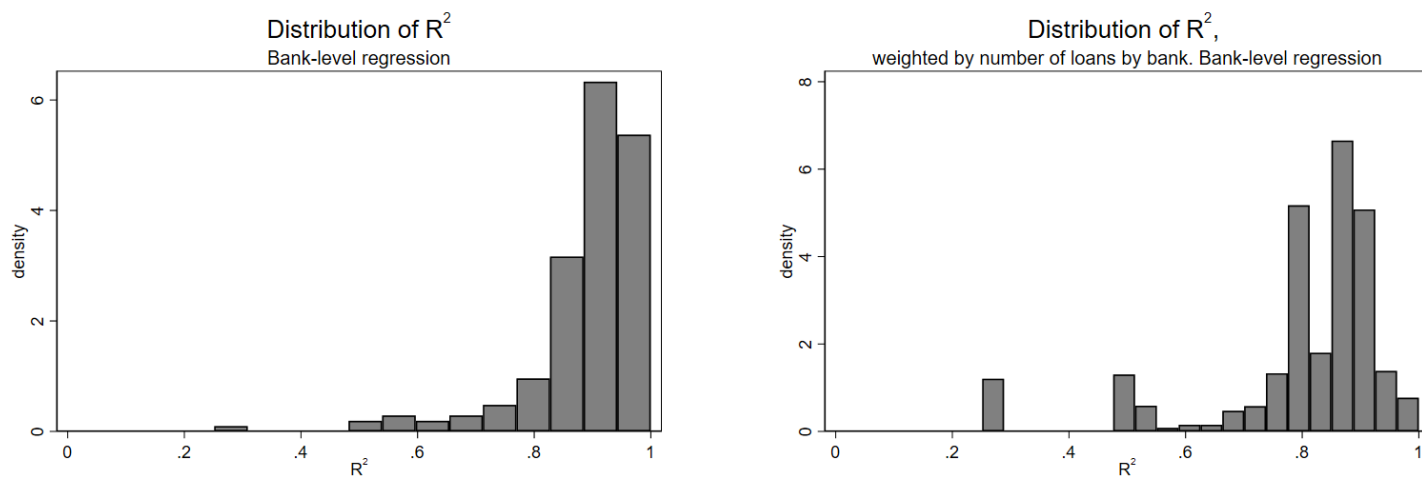 Distribution of R²
Bank-level regression
density
6
4
2
0
0 .2 .4 .6 .8 1
R²
Distribution of R²,
weighted by number of loans by bank. Bank-level regression
density
8
6
4
2
0
0 .2 .4 .6 .8 1
R²